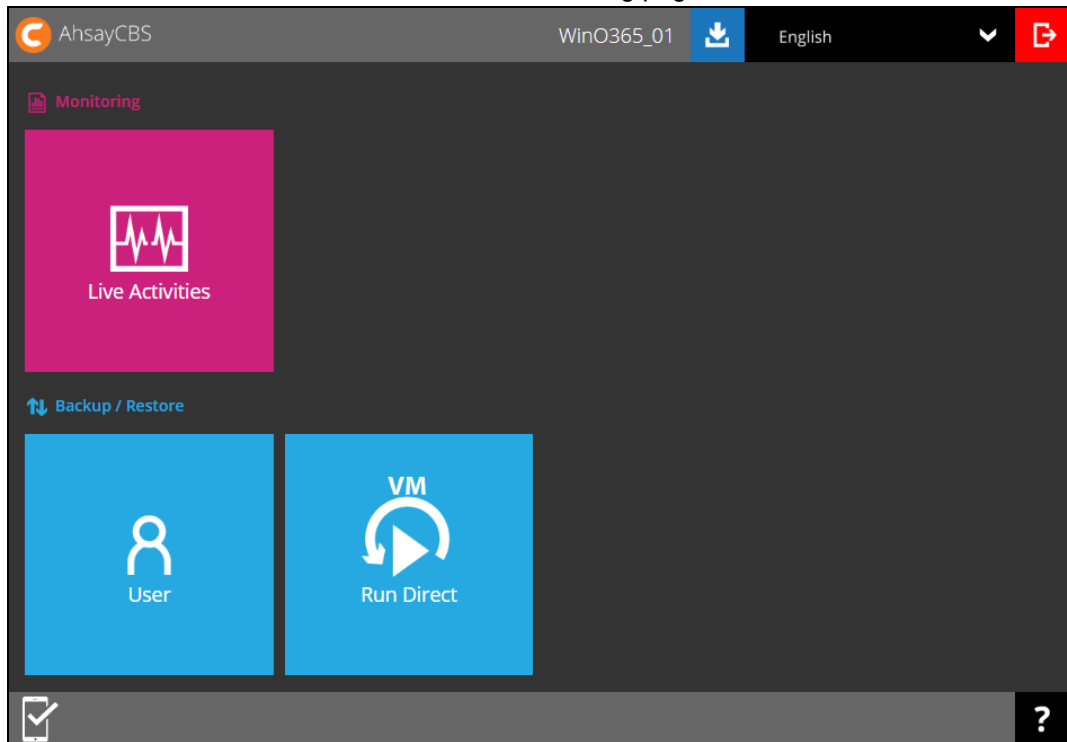 AhsayCBS
WinO365_01
English
Monitoring
Live Activities
Backup / Restore
User
VM
Run Direct
?